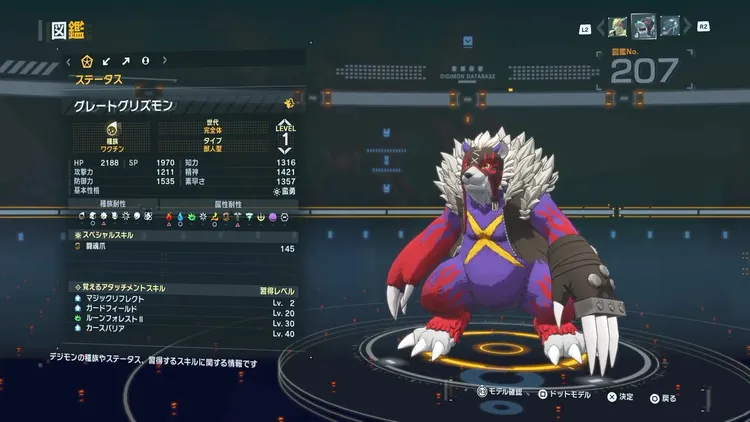 図鑑
L2
R2
図鑑No.
207
DIGIMON DATABASE
ステータス
グレートグリズモン
種族
ワクチン
世代
完全体
タイプ
獣人型
LEVEL
1
HP 2188 SP 1970 知力 1316
攻撃力 1211 精神 1421
防御力 1535 素早さ 1357
基本性格 蛮勇
種族耐性 属性耐性
スペシャルスキル
闘魂爪 145
覚えるアタッチメントスキル 習得レベル
マジックリフレクト Lv. 2
ガードフィールド Lv. 20
ルーンフォレストⅡ Lv. 30
カースバリア Lv. 40
デジモンの種族やステータス、習得するスキルに関する情報です
R3 モデル確認 ドットモデル 決定 戻る